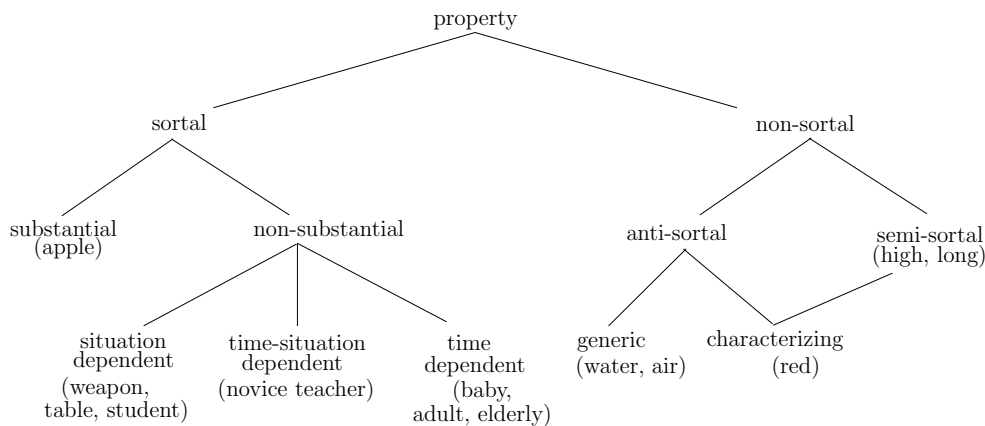 property
sortal
non-sortal
substantial
(apple)
non-substantial
anti-sortal
semi-sortal
(high, long)
situation
dependent
(weapon,
table, student)
time-situation
dependent
(novice teacher)
time
dependent
(baby,
adult, elderly)
generic
(water, air)
characterizing
(red)